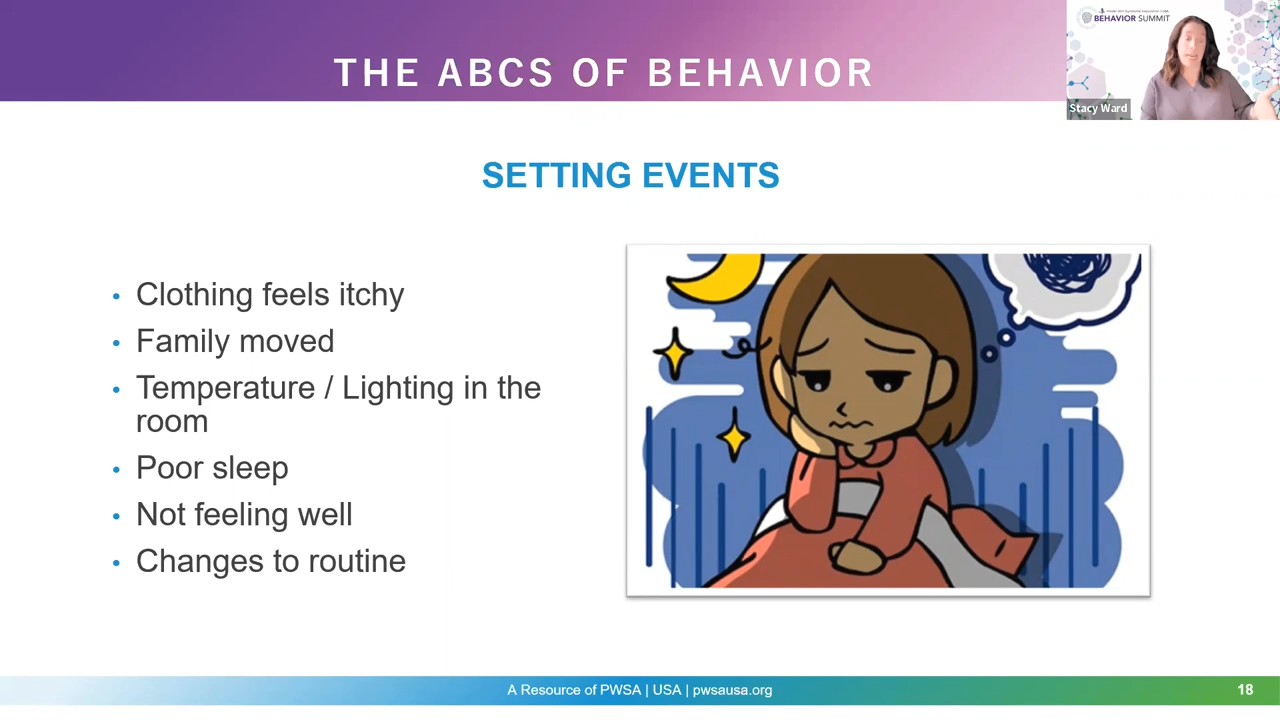 THE ABCS OF BEHAVIOR
BEHAVIOR SUMMIT
Stacy Ward
SETTING EVENTS
• Clothing feels itchy
• Family moved
• Temperature / Lighting in the
room
• Poor sleep
• Not feeling well
• Changes to routine
A Resource of PWSA | USA | pwsausa.org
18